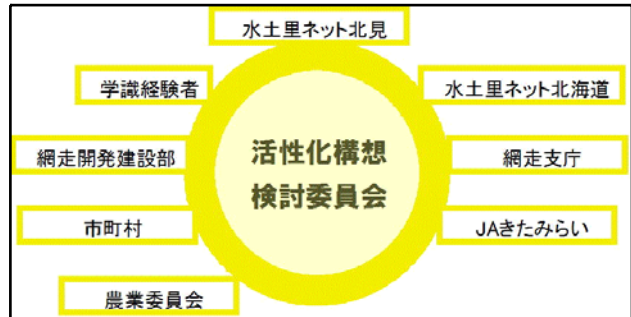 水土里ネット北見
学識経験者
水土里ネット北海道
網走開発建設部
活性化構想
検討委員会
網走支庁
市町村
JAきたみらい
農業委員会